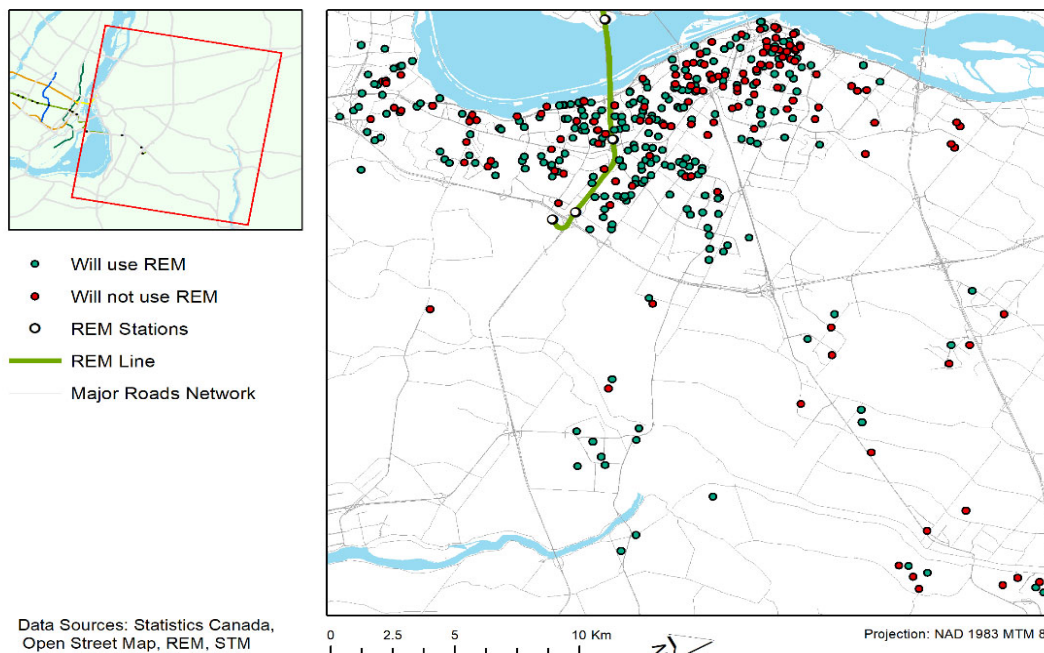 Will use REM
Will not use REM
REM Stations
REM Line
Major Roads Network
Data Sources: Statistics Canada,
Open Street Map, REM, STM
0 2.5 5 10 Km
Projection: NAD 1983 MTM 8